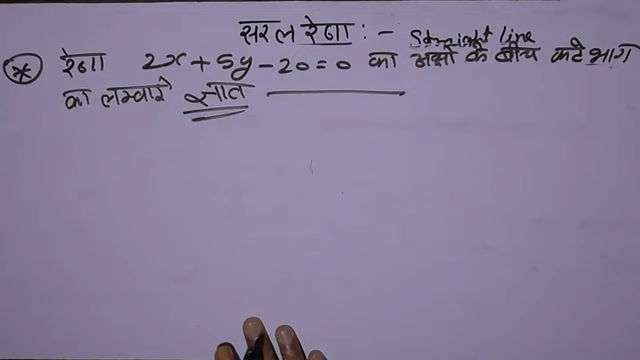 सरल रेखा :- Straight line
* रेखा 2x + 5y - 20 = 0 का अक्षो के बीच कटे भाग
का लम्बाई ज्ञात